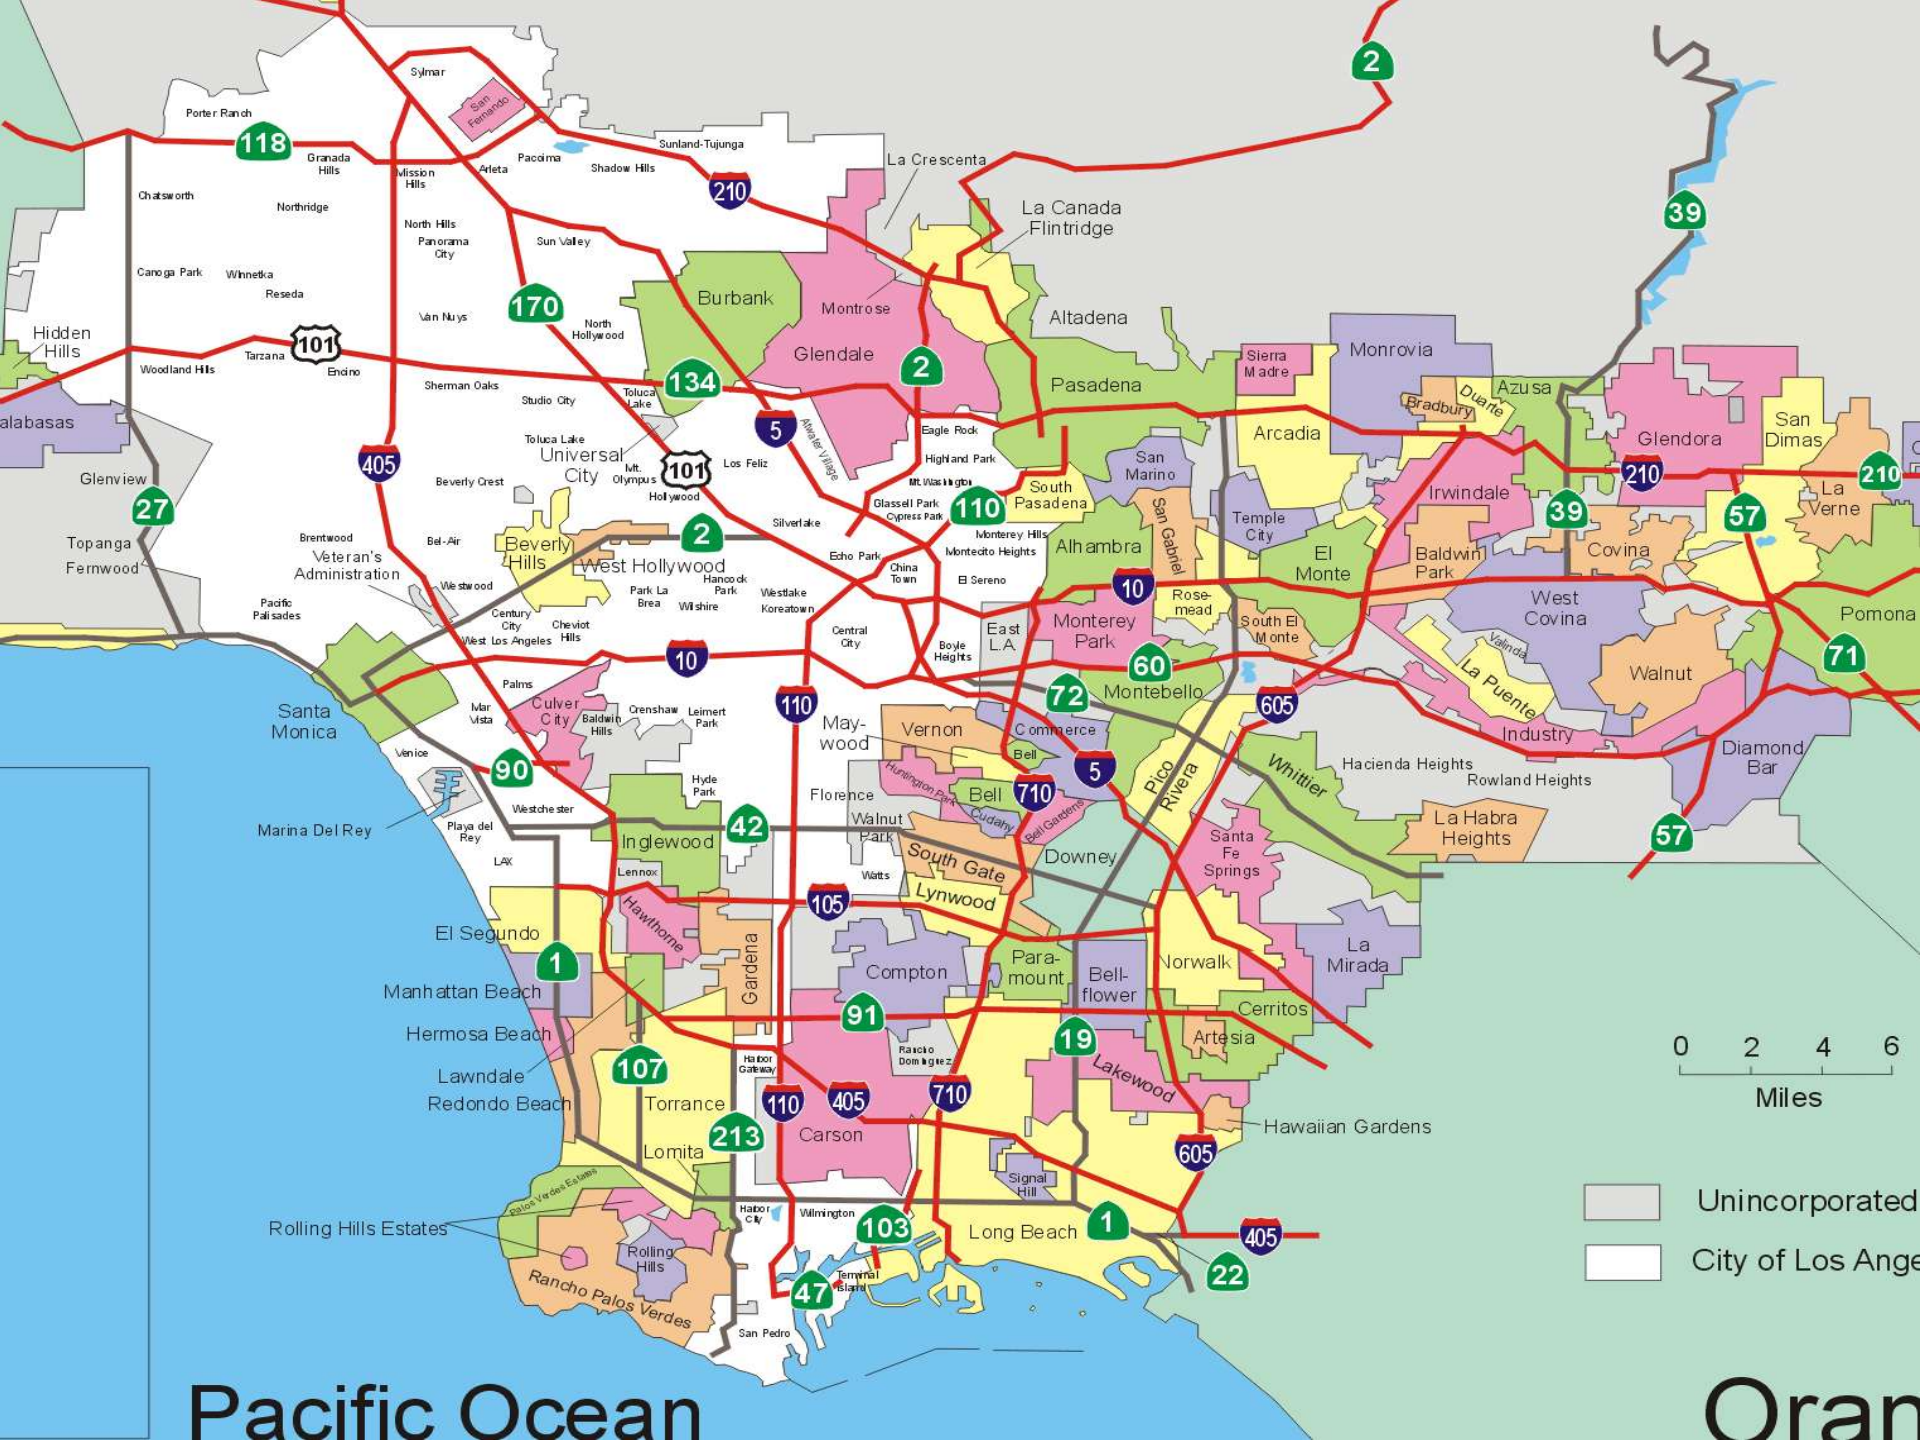 2
Sylmar
San
Fernando
Porter Ranch
118
Granada
Hills
Mission
Hills
Arleta
Pacoima
Shadow Hills
Sunland-Tujunga
La Crescenta
210
Chatsworth
Northridge
North Hills
Panorama
City
Sun Valley
La Canada
Flintridge
39
Canoga Park
Winnetka
Reseda
Van Nuys
170
North
Hollywood
Burbank
Montrose
Altadena
Hidden
Hills
101
Tarzana
Encino
Woodland Hills
Sherman Oaks
Studio City
Toluca
Lake
134
Glendale
2
Pasadena
Sierra
Madre
Monrovia
Bradbury
Duarte
Azusa
alabasas
5
Atwater Village
Eagle Rock
Arcadia
Glendora
San
Dimas
Toluca Lake
Universal
City
Mt.
Olympus
101
Hollywood
Los Feliz
Highland Park
Mt. Washington
San
Marino
405
Glenview
27
Beverly Crest
Glassell Park
Cypress Park
110
South
Pasadena
San Gabriel
Temple
City
Irwindale
210
210
La
Verne
39
57
Topanga
Fernwood
Brentwood
Veteran's
Administration
Bel-Air
Beverly
Hills
2
Silverlake
Echo Park
Monterey Hills
Montecito Heights
Alhambra
El
Monte
Baldwin
Park
Covina
West Hollywood
Westwood
Hancock
Park
Park La
Brea
Wilshire
Westlake
Koreatown
China
Town
El Sereno
10
Rose-
mead
West
Covina
Pomona
Pacific
Palisades
Century
City
Cheviot
Hills
West Los Angeles
Central
City
Boyle
Heights
East
L.A.
Monterey
Park
South El
Monte
Valinda
La Puente
Walnut
71
10
60
72
Montebello
605
Palms
Santa
Monica
Mar
Vista
Culver
City
Baldwin
Hills
Crenshaw
Leimert
Park
110
May-
wood
Vernon
Commerce
Industry
Diamond
Bar
Venice
90
Bell
5
Pico
Rivera
Whittier
Hacienda Heights
Rowland Heights
Huntington Park
Hyde
Park
Florence
Bell
710
Cudahy
Bell Gardens
Marina Del Rey
Westchester
Playa del
Rey
Inglewood
42
Walnut
Park
La Habra
Heights
57
LAX
Lennox
South Gate
Downey
Santa
Fe
Springs
Watts
Lynwood
105
Hawthorne
El Segundo
Gardena
1
Compton
Para-
mount
Bell-
flower
Norwalk
La
Mirada
Manhattan Beach
91
Cerritos
Hermosa Beach
19
Artesia
0 2 4 6
Miles
Rancho
Dominguez
Harbor
Gateway
107
Lawndale
Redondo Beach
Torrance
110
405
710
Lakewood
Hawaiian Gardens
213
Carson
605
Lomita
Signal
Hill
Palos Verdes Estates
Unincorporated
Rolling Hills Estates
Harbor
City
Wilmington
103
Long Beach
1
405
Rolling
Hills
22
City of Los Ange
Rancho Palos Verdes
47
Terminal
Island
San Pedro
Pacific Ocean
Oran